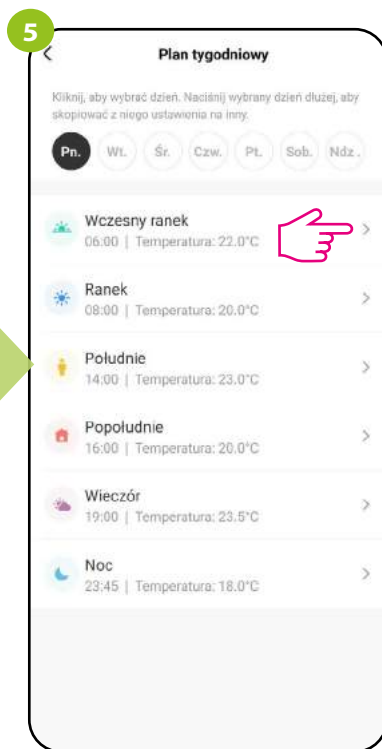 5
Plan tygodniowy
Kliknij, aby wybrać dzień. Naciśnij wybrany dzień dłużej, aby
skopiować z niego ustawienia na inny.
Pn. Wt. Śr. Czw. Pt. Sob. Ndz.
Wczesny ranek
06:00 | Temperatura: 22.0°C
Ranek
08:00 | Temperatura: 20.0°C
Południe
14:00 | Temperatura: 23.0°C
Popołudnie
16:00 | Temperatura: 20.0°C
Wieczór
19:00 | Temperatura: 23.5°C
Noc
23:45 | Temperatura: 18.0°C